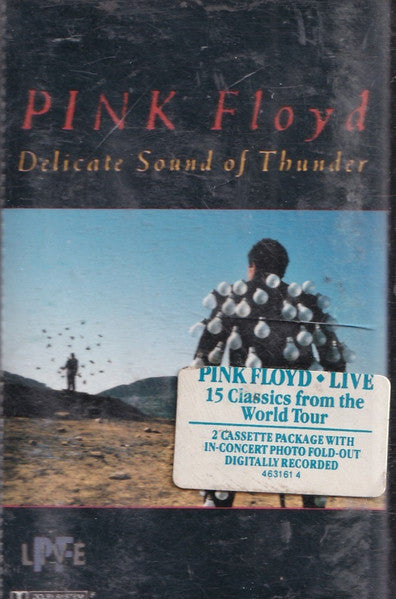 PINK Floyd
Delicate Sound of Thunder
PINK FLOYD • LIVE
15 Classics from the
World Tour
2 CASSETTE PACKAGE WITH
IN-CONCERT PHOTO FOLD-OUT
DIGITALLY RECORDED
463161 4
LIVE